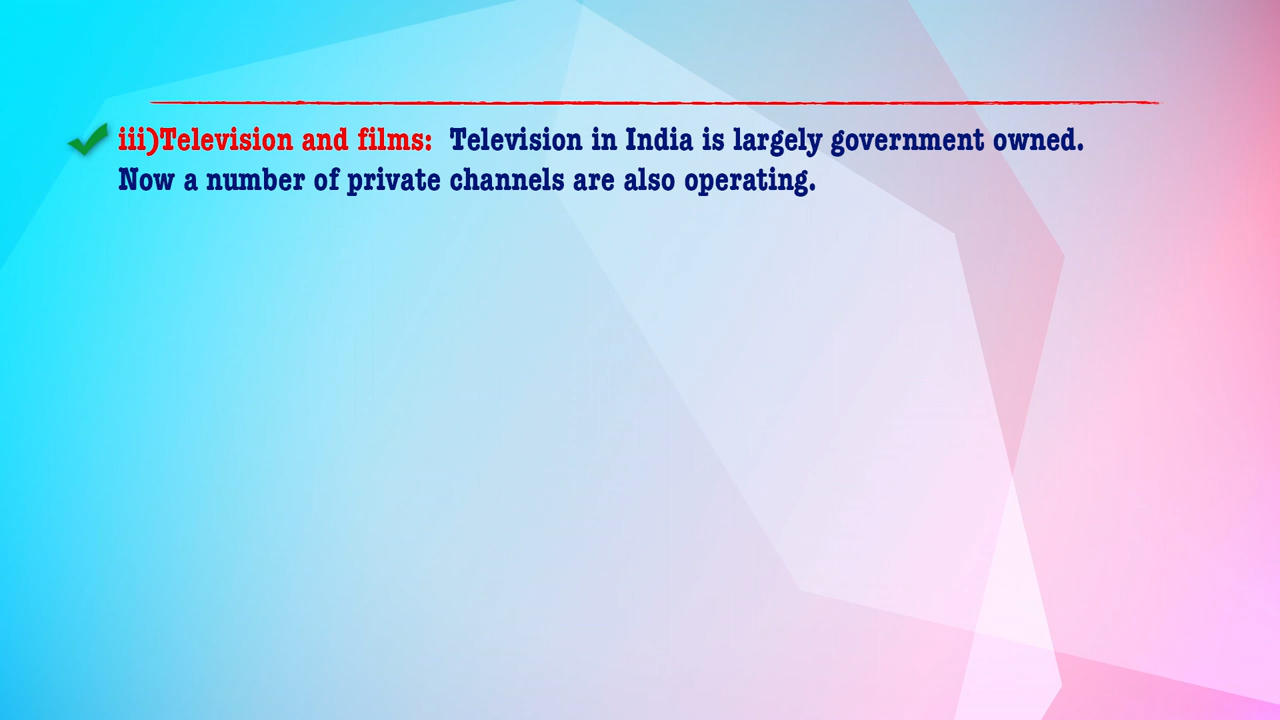 iii)Television and films: Television in India is largely government owned.
Now a number of private channels are also operating.